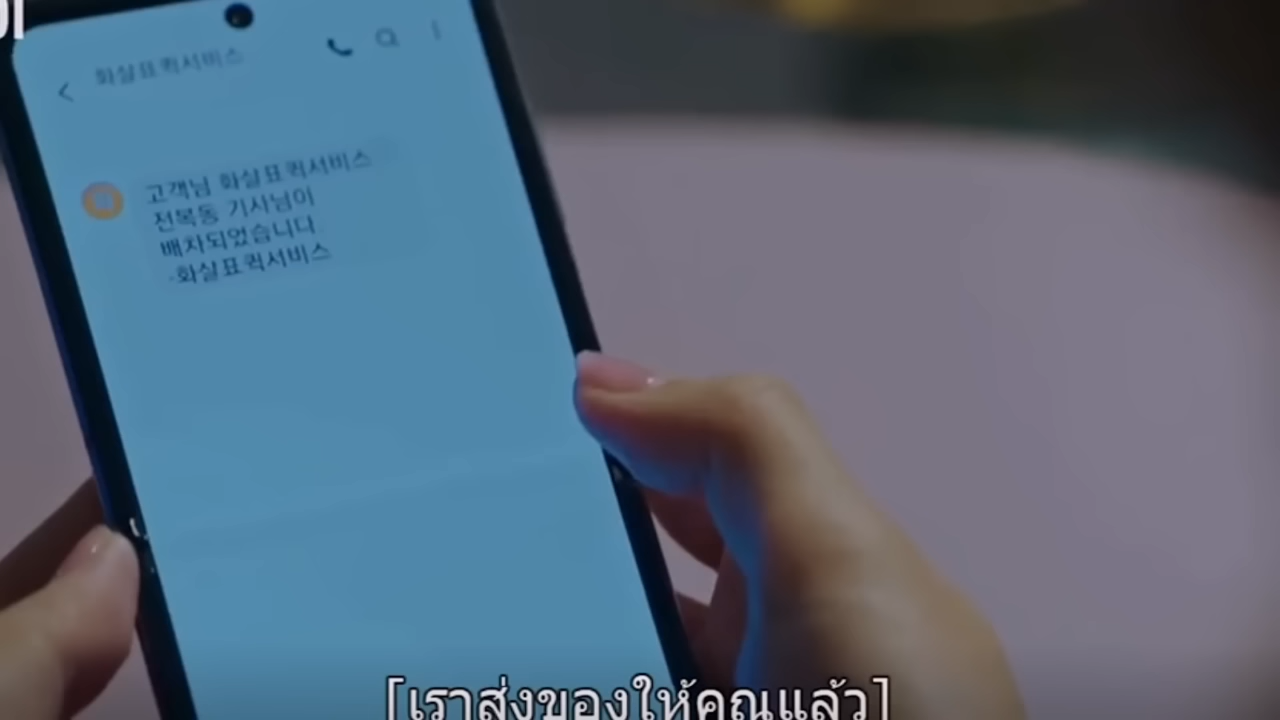 화살표퀵서비스
고객님 화살표퀵서비스
전복동 기사님이
배차되었습니다
-화살표퀵서비스
[เราส่งของให้คุณแล้ว]